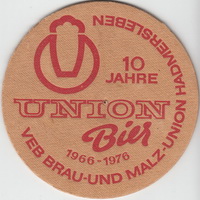 10
JAHRE
UNION
Bier
1966-1976
VEB BRAU-UND MALZ-UNION HADMERSLEBEN